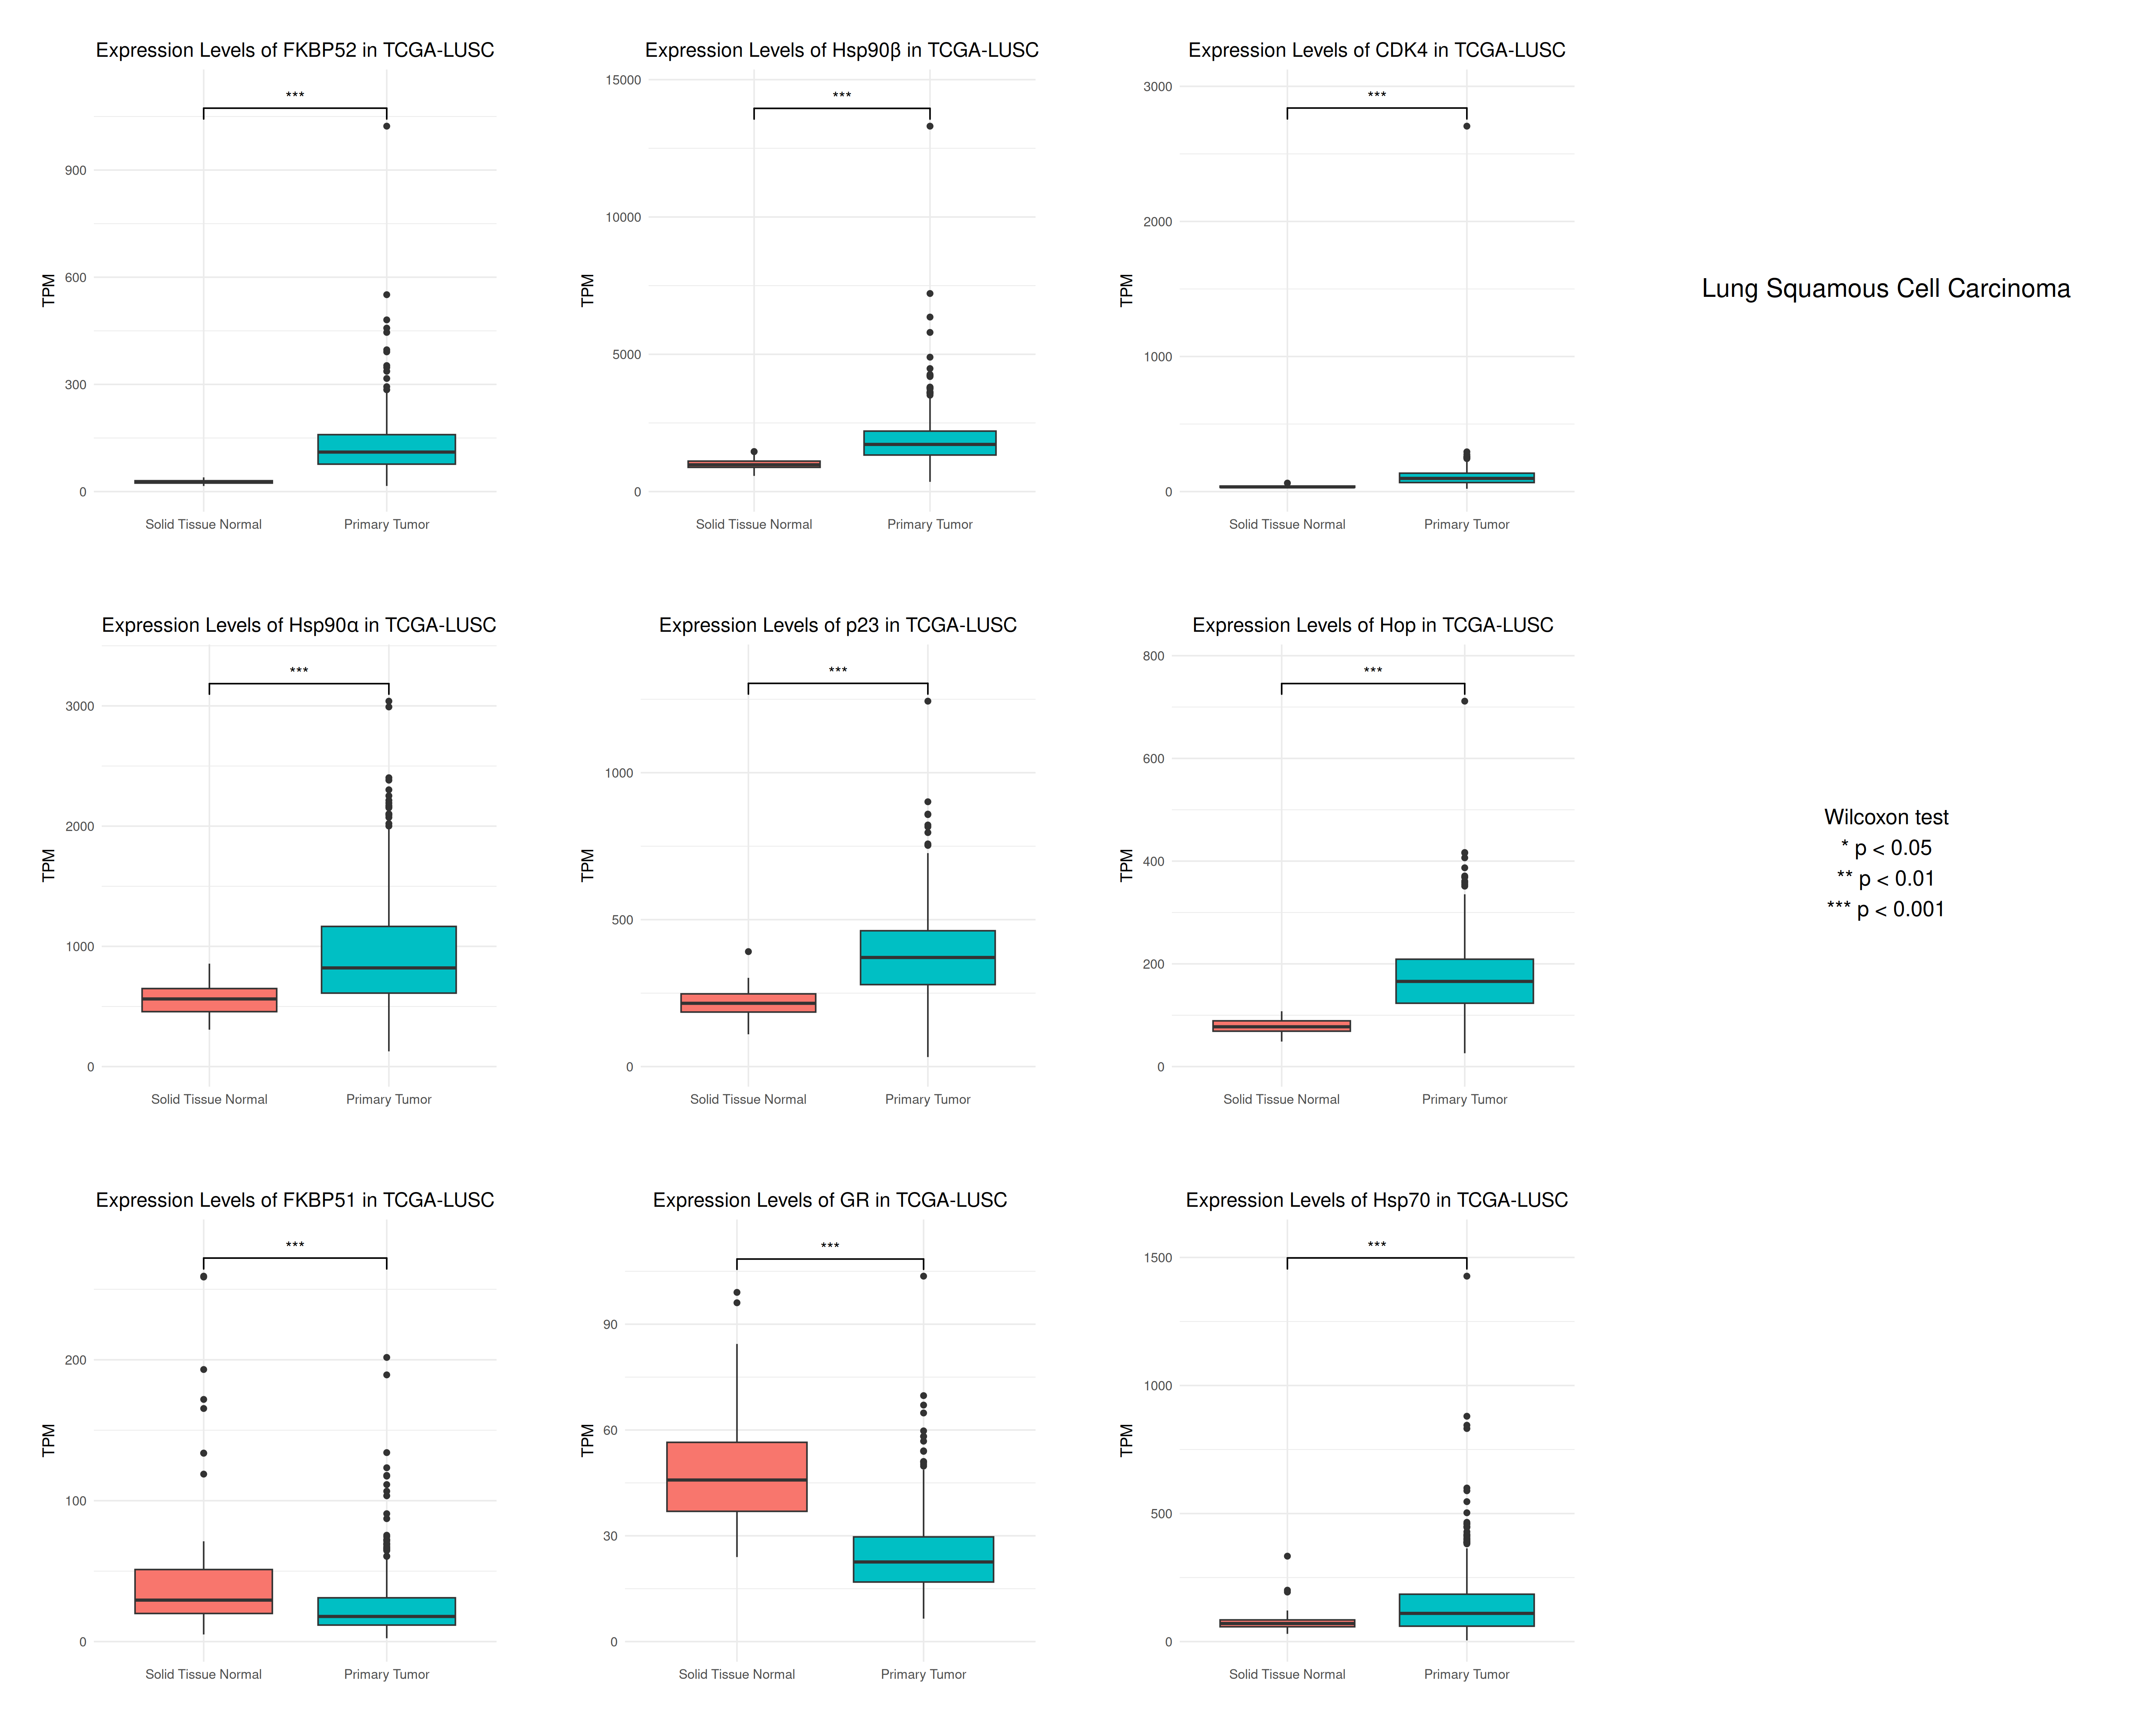 Expression Levels of FKBP52 in TCGA-LUSC
***
900
600
300
0
TPM
Solid Tissue Normal
Primary Tumor
Expression Levels of Hsp90β in TCGA-LUSC
***
15000
10000
5000
0
TPM
Solid Tissue Normal
Primary Tumor
Expression Levels of CDK4 in TCGA-LUSC
***
3000
2000
1000
0
TPM
Solid Tissue Normal
Primary Tumor
Lung Squamous Cell Carcinoma
Expression Levels of Hsp90α in TCGA-LUSC
***
3000
2000
1000
0
TPM
Solid Tissue Normal
Primary Tumor
Expression Levels of p23 in TCGA-LUSC
***
1000
500
0
TPM
Solid Tissue Normal
Primary Tumor
Expression Levels of Hop in TCGA-LUSC
***
800
600
400
200
0
TPM
Solid Tissue Normal
Primary Tumor
Wilcoxon test
* p < 0.05
** p < 0.01
*** p < 0.001
Expression Levels of FKBP51 in TCGA-LUSC
***
200
100
0
TPM
Solid Tissue Normal
Primary Tumor
Expression Levels of GR in TCGA-LUSC
***
90
60
30
0
TPM
Solid Tissue Normal
Primary Tumor
Expression Levels of Hsp70 in TCGA-LUSC
***
1500
1000
500
0
TPM
Solid Tissue Normal
Primary Tumor